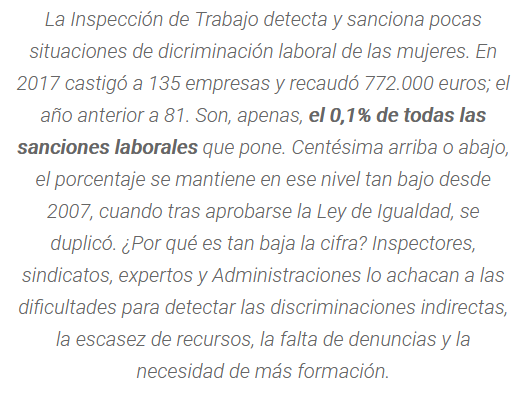 La Inspección de Trabajo detecta y sanciona pocas
situaciones de dicriminación laboral de las mujeres. En
2017 castigó a 135 empresas y recaudó 772.000 euros; el
año anterior a 81. Son, apenas, el 0,1% de todas las
sanciones laborales que pone. Centésima arriba o abajo,
el porcentaje se mantiene en ese nivel tan bajo desde
2007, cuando tras aprobarse la Ley de Igualdad, se
duplicó. ¿Por qué es tan baja la cifra? Inspectores,
sindicatos, expertos y Administraciones lo achacan a las
dificultades para detectar las discriminaciones indirectas,
la escasez de recursos, la falta de denuncias y la
necesidad de más formación.